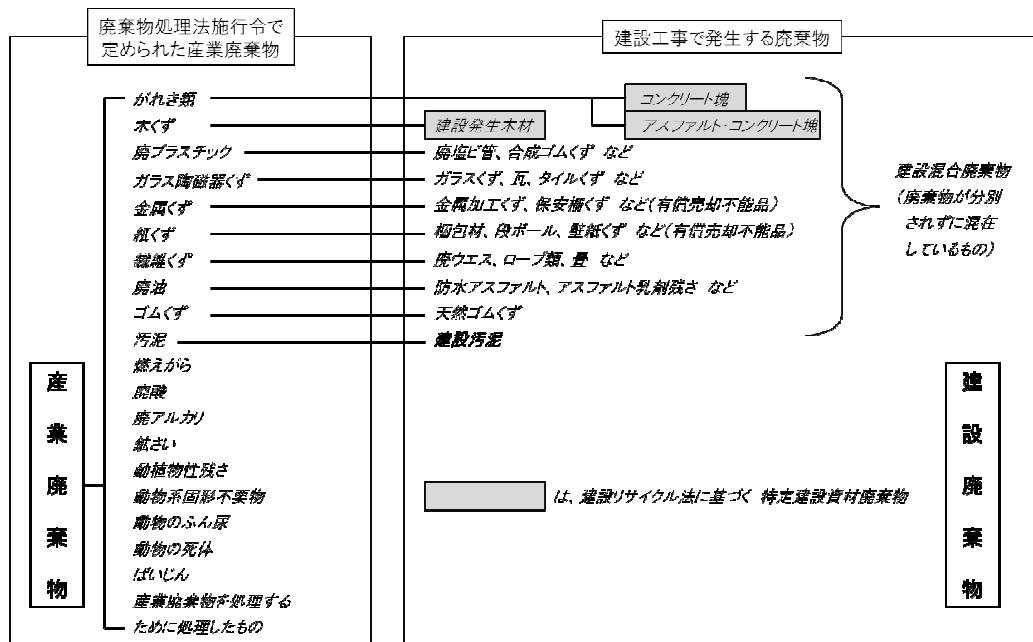 廃棄物処理法施行令で
定められた産業廃棄物
建設工事で発生する廃棄物
がれき類
コンクリート塊
アスファルト・コンクリート塊
木くず
建設発生木材
廃プラスチック
廃塩ビ管、合成ゴムくず など
ガラス陶磁器くず
ガラスくず、瓦、タイルくず など
金属くず
金属加工くず、保安柵くず など(有償売却不能品)
紙くず
梱包材、段ボール、壁紙くず など(有償売却不能品)
繊維くず
廃ウエス、ロープ類、畳 など
廃油
防水アスファルト、アスファルト乳剤残さ など
ゴムくず
天然ゴムくず
汚泥
建設汚泥
建設混合廃棄物
(廃棄物が分別
されずに混在
しているもの)
燃えがら
廃酸
廃アルカリ
鉱さい
動植物性残さ
動物系固形不要物
動物のふん尿
動物の死体
ばいじん
産業廃棄物を処理する
ために処理したもの
産業廃棄物
は、建設リサイクル法に基づく 特定建設資材廃棄物
建設廃棄物